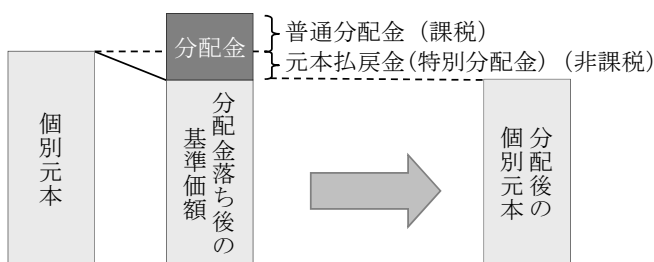 分配金
普通分配金 (課税)
元本払戻金(特別分配金) (非課税)
個別元本
分配金落ち後の
基準価額
分配後の
個別元本